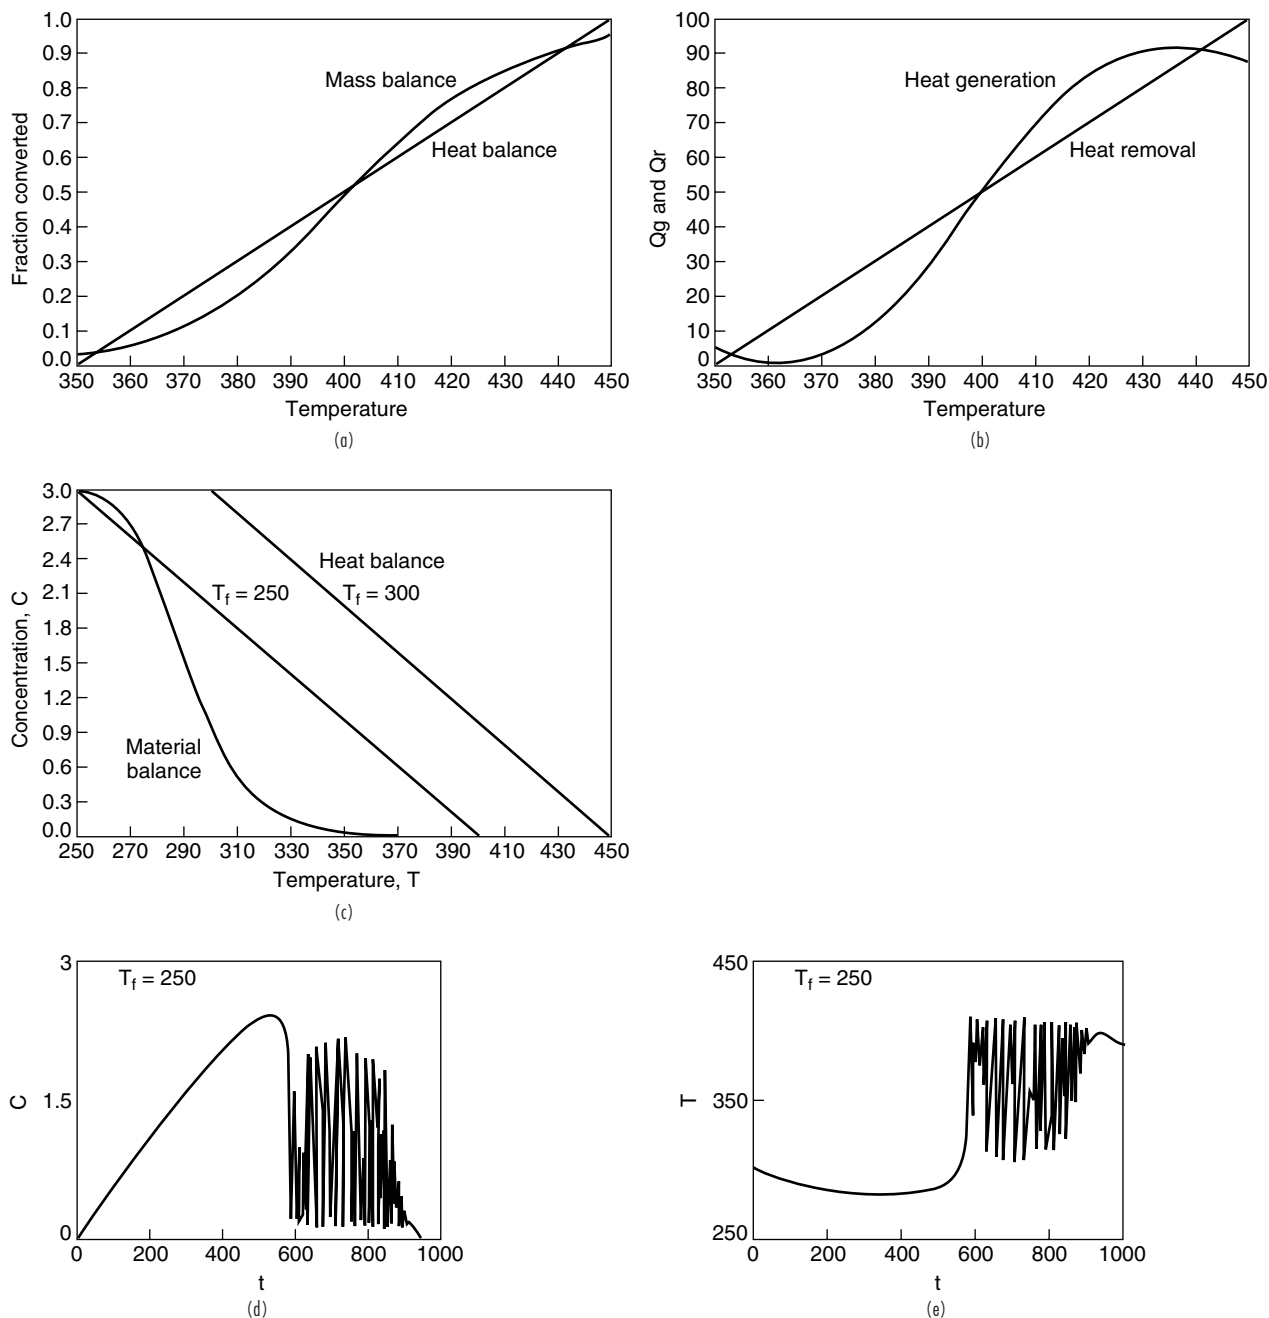 1.0
0.9
0.8
0.7
0.6
0.5
0.4
0.3
0.2
0.1
0.0
Fraction converted
Mass balance
Heat balance
350 360 370 380 390 400 410 420 430 440 450
Temperature
(a)
100
90
80
70
60
50
40
30
20
10
0
Qg and Qr
Heat generation
Heat removal
350 360 370 380 390 400 410 420 430 440 450
Temperature
(b)
3.0
2.7
2.4
2.1
1.8
1.5
1.2
0.9
0.6
0.3
0.0
Concentration, C
Heat balance
Tf = 250
Tf = 300
Material
balance
250 270 290 310 330 350 370 390 410 430 450
Temperature, T
(c)
3
1.5
0
C
Tf = 250
0 200 400 600 800 1000
t
(d)
450
350
250
T
Tf = 250
0 200 400 600 800 1000
t
(e)